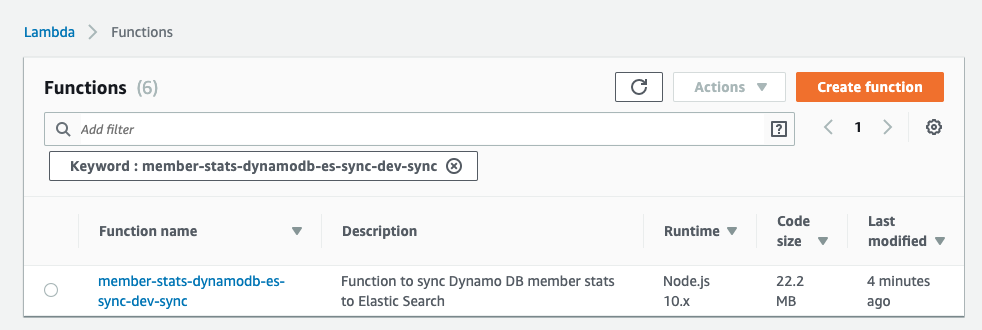 Lambda > Functions
Functions (6)
Actions
Create function
Add filter
?
1
Keyword : member-stats-dynamodb-es-sync-dev-sync
Function name
Description
Runtime
Code
size
Last
modified
member-stats-dynamodb-es-
sync-dev-sync
Function to sync Dynamo DB member stats
to Elastic Search
Node.js
10.x
22.2
MB
4 minutes
ago